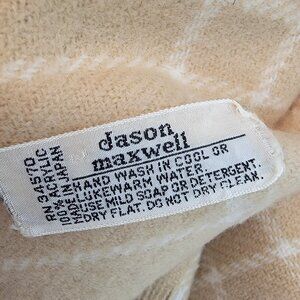 dason
maxwell
HAND WASH IN COOL OR
LUKEWARM WATER.
USE MILD SOAP OR DETERGENT.
DRY FLAT. DO NOT DRY CLEAN.
RN 34570
100% ACRYLIC
MADE IN JAPAN